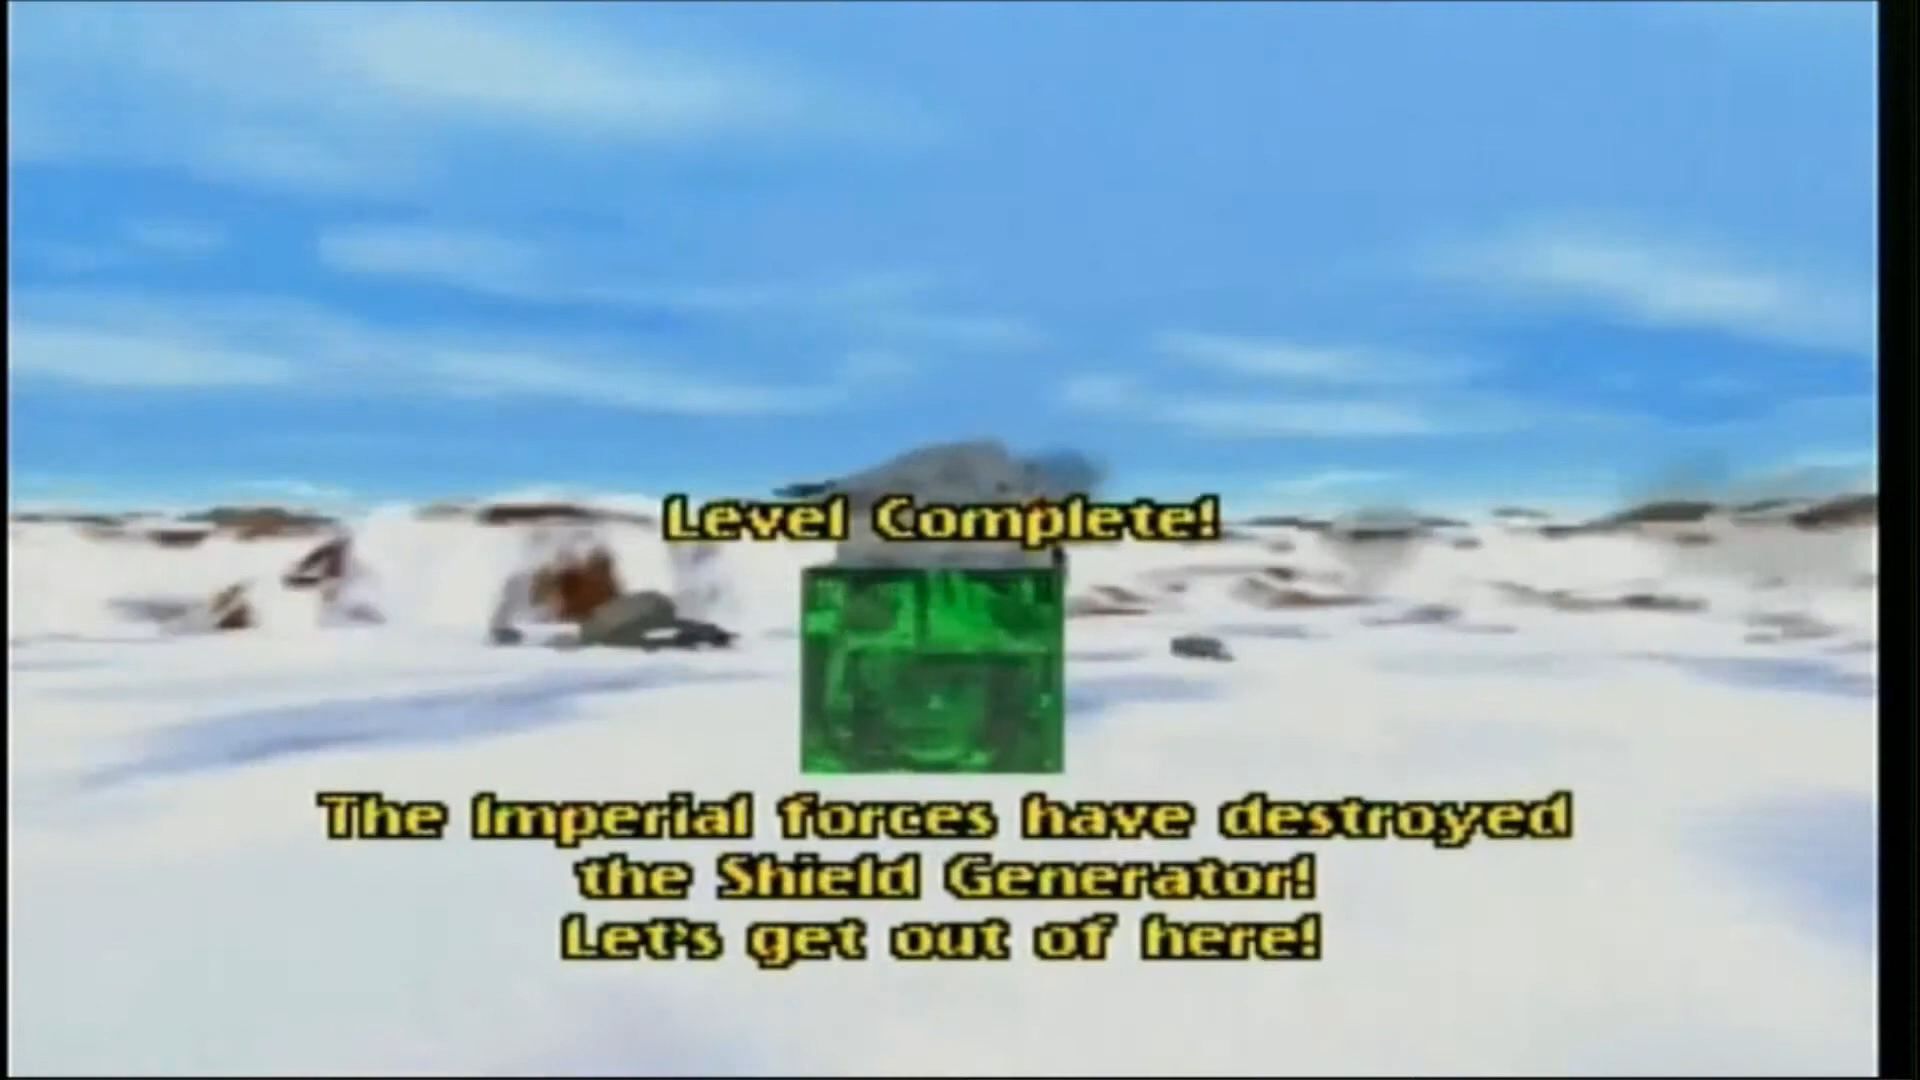 Level Complete!
The Imperial forces have destroyed
the Shield Generator!
Let's get out of here!